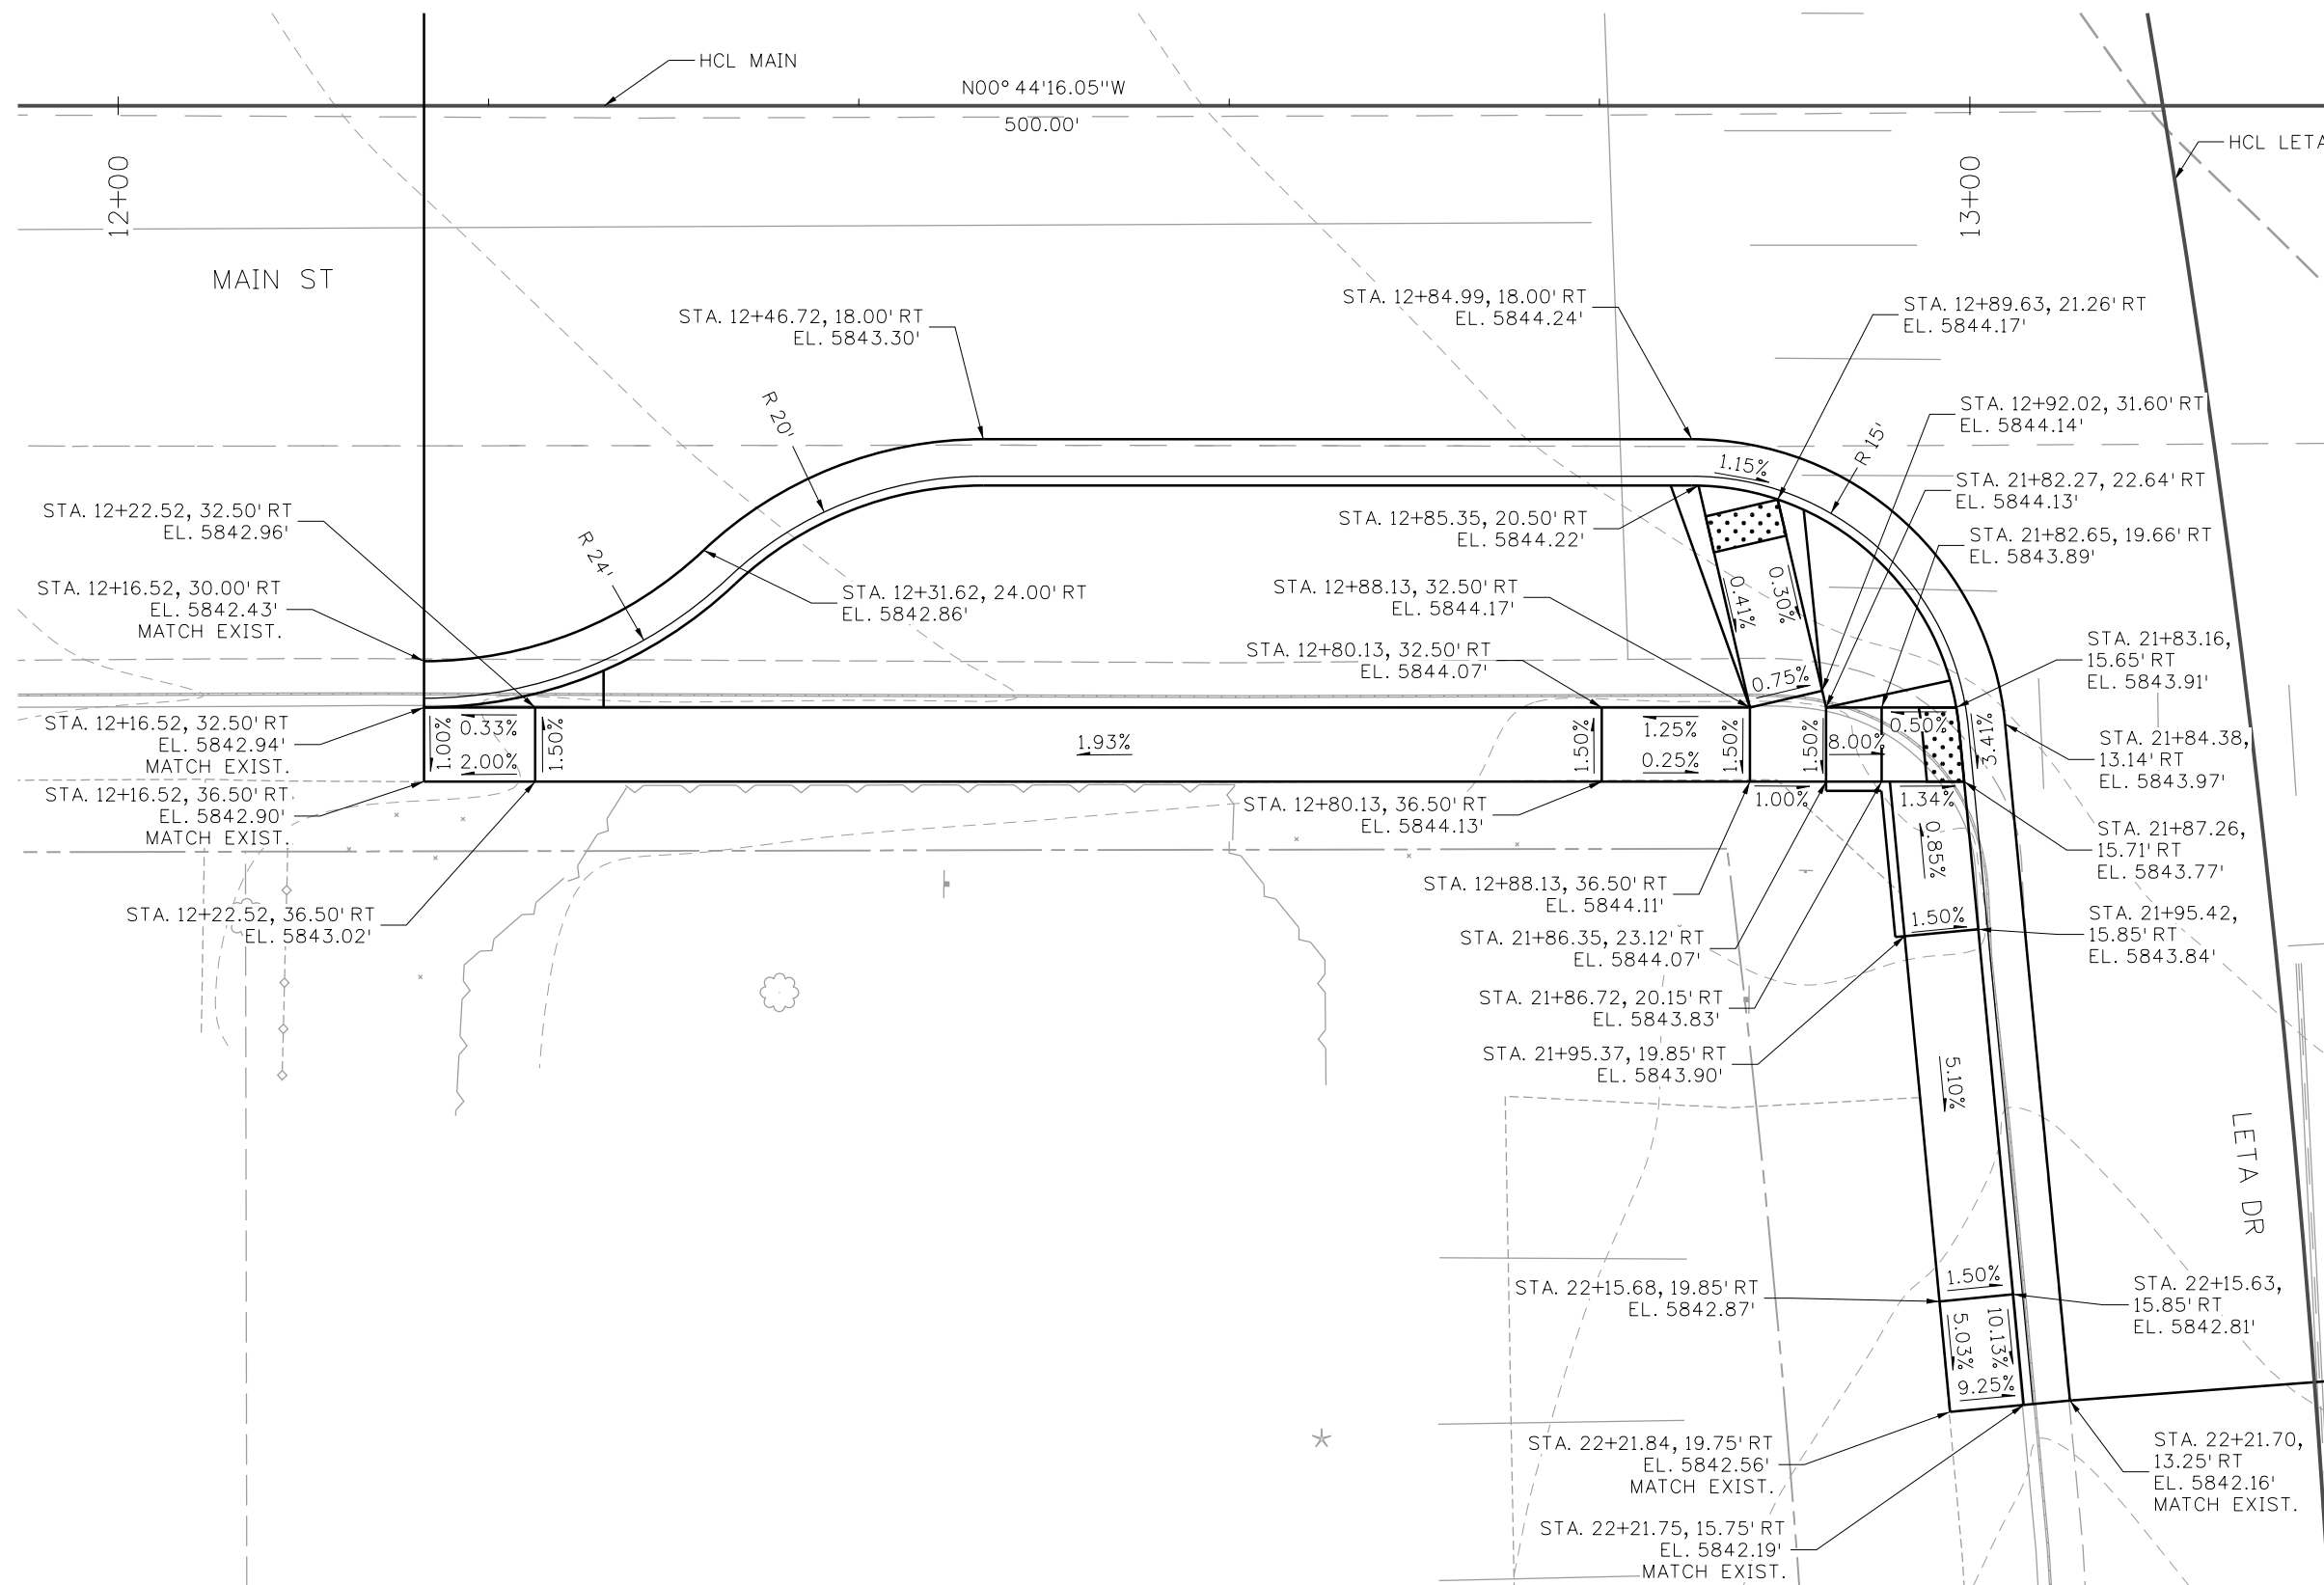 HCL MAIN
N00° 44'16.05"W
500.00'
HCL LETA
12+00
13+00
MAIN ST
STA. 12+46.72, 18.00' RT
EL. 5843.30'
STA. 12+84.99, 18.00' RT
EL. 5844.24'
STA. 12+89.63, 21.26' RT
EL. 5844.17'
R 20'
R 15'
STA. 12+92.02, 31.60' RT
EL. 5844.14'
1.15%
STA. 21+82.27, 22.64' RT
EL. 5844.13'
STA. 12+22.52, 32.50' RT
EL. 5842.96'
R 24'
STA. 12+85.35, 20.50' RT
EL. 5844.22'
STA. 21+82.65, 19.66' RT
EL. 5843.89'
STA. 12+16.52, 30.00' RT
EL. 5842.43'
MATCH EXIST.
STA. 12+31.62, 24.00' RT
EL. 5842.86'
STA. 12+88.13, 32.50' RT
EL. 5844.17'
0.41%
0.30%
STA. 12+80.13, 32.50' RT
EL. 5844.07'
0.75%
STA. 21+83.16,
15.65' RT
EL. 5843.91'
STA. 12+16.52, 32.50' RT
EL. 5842.94'
MATCH EXIST.
1.00%
0.33%
2.00%
1.50%
1.93%
1.50%
1.25%
0.25%
1.50%
1.50%
8.00%
0.50%
3.41%
STA. 21+84.38,
13.14' RT
EL. 5843.97'
STA. 12+16.52, 36.50' RT
EL. 5842.90'
MATCH EXIST.
STA. 12+80.13, 36.50' RT
EL. 5844.13'
1.00%
1.34%
0.85%
STA. 21+87.26,
15.71' RT
EL. 5843.77'
STA. 12+22.52, 36.50' RT
EL. 5843.02'
STA. 12+88.13, 36.50' RT
EL. 5844.11'
1.50%
STA. 21+95.42,
15.85' RT
EL. 5843.84'
STA. 21+86.35, 23.12' RT
EL. 5844.07'
STA. 21+86.72, 20.15' RT
EL. 5843.83'
STA. 21+95.37, 19.85' RT
EL. 5843.90'
5.10%
LETA DR
STA. 22+15.68, 19.85' RT
EL. 5842.87'
1.50%
STA. 22+15.63,
15.85' RT
EL. 5842.81'
5.03%
10.13%
9.25%
STA. 22+21.84, 19.75' RT
EL. 5842.56'
MATCH EXIST.
STA. 22+21.70,
13.25' RT
EL. 5842.16'
MATCH EXIST.
STA. 22+21.75, 15.75' RT
EL. 5842.19'
MATCH EXIST.